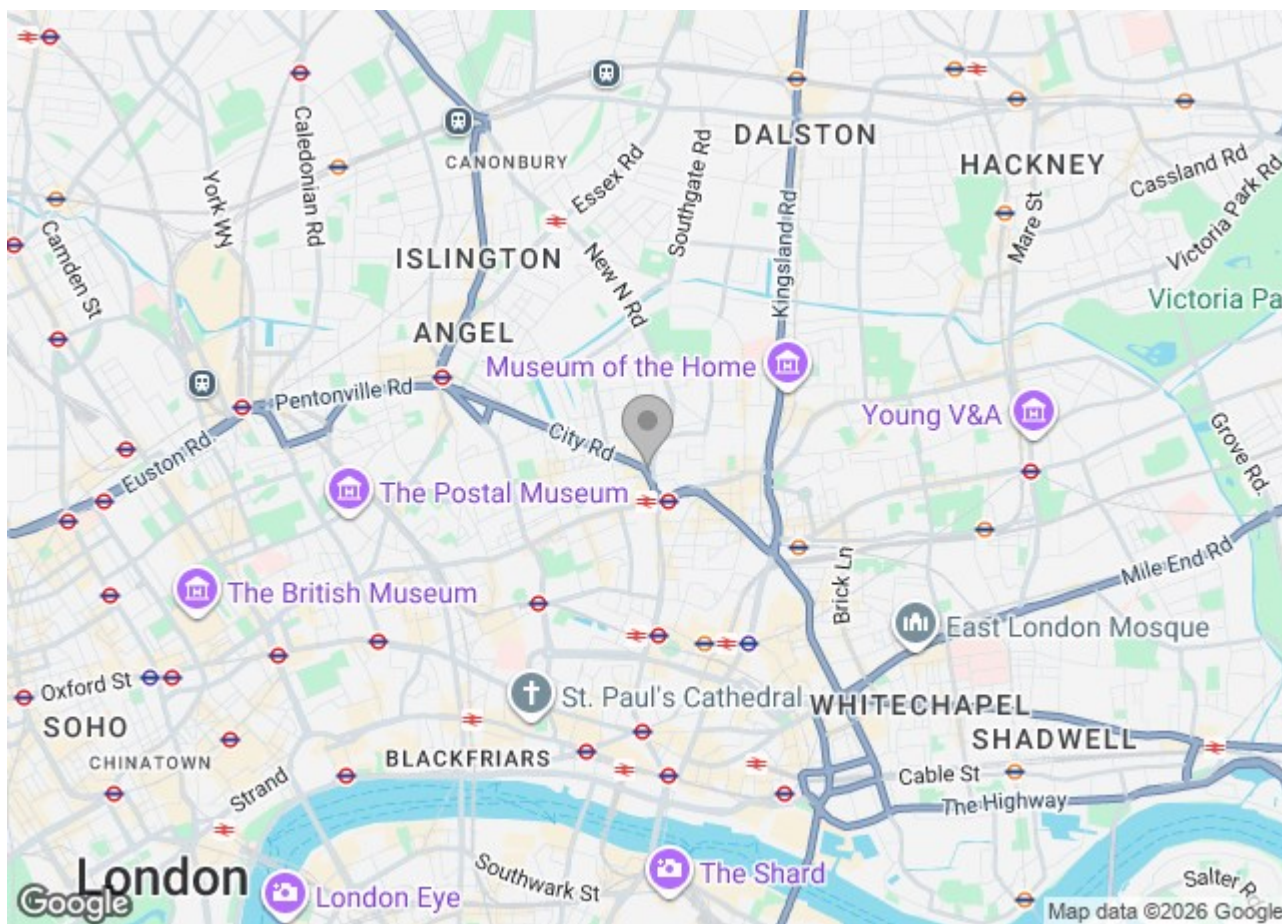 DALSTON
HACKNEY
CANONBURY
Caledonian Rd
York WY
Essex Rd
Southgate Rd
Cassland Rd
Victoria Park Rd
Mare St
Camden St
ISLINGTON
New N Rd
Kingsland Rd
Victoria Pa
ANGEL
Museum of the Home
Pentonville Rd
Young V&A
City Rd
Grove Rd.
Euston Rd
The Postal Museum
Mile End Rd
Brick Ln
The British Museum
East London Mosque
Oxford St
St. Paul's Cathedral
WHITECHAPEL
SOHO
SHADWELL
CHINATOWN
BLACKFRIARS
Cable St
Strand
The Highway
London
Southwark St
The Shard
London Eye
Salter R
Google
Map data ©2026 Google